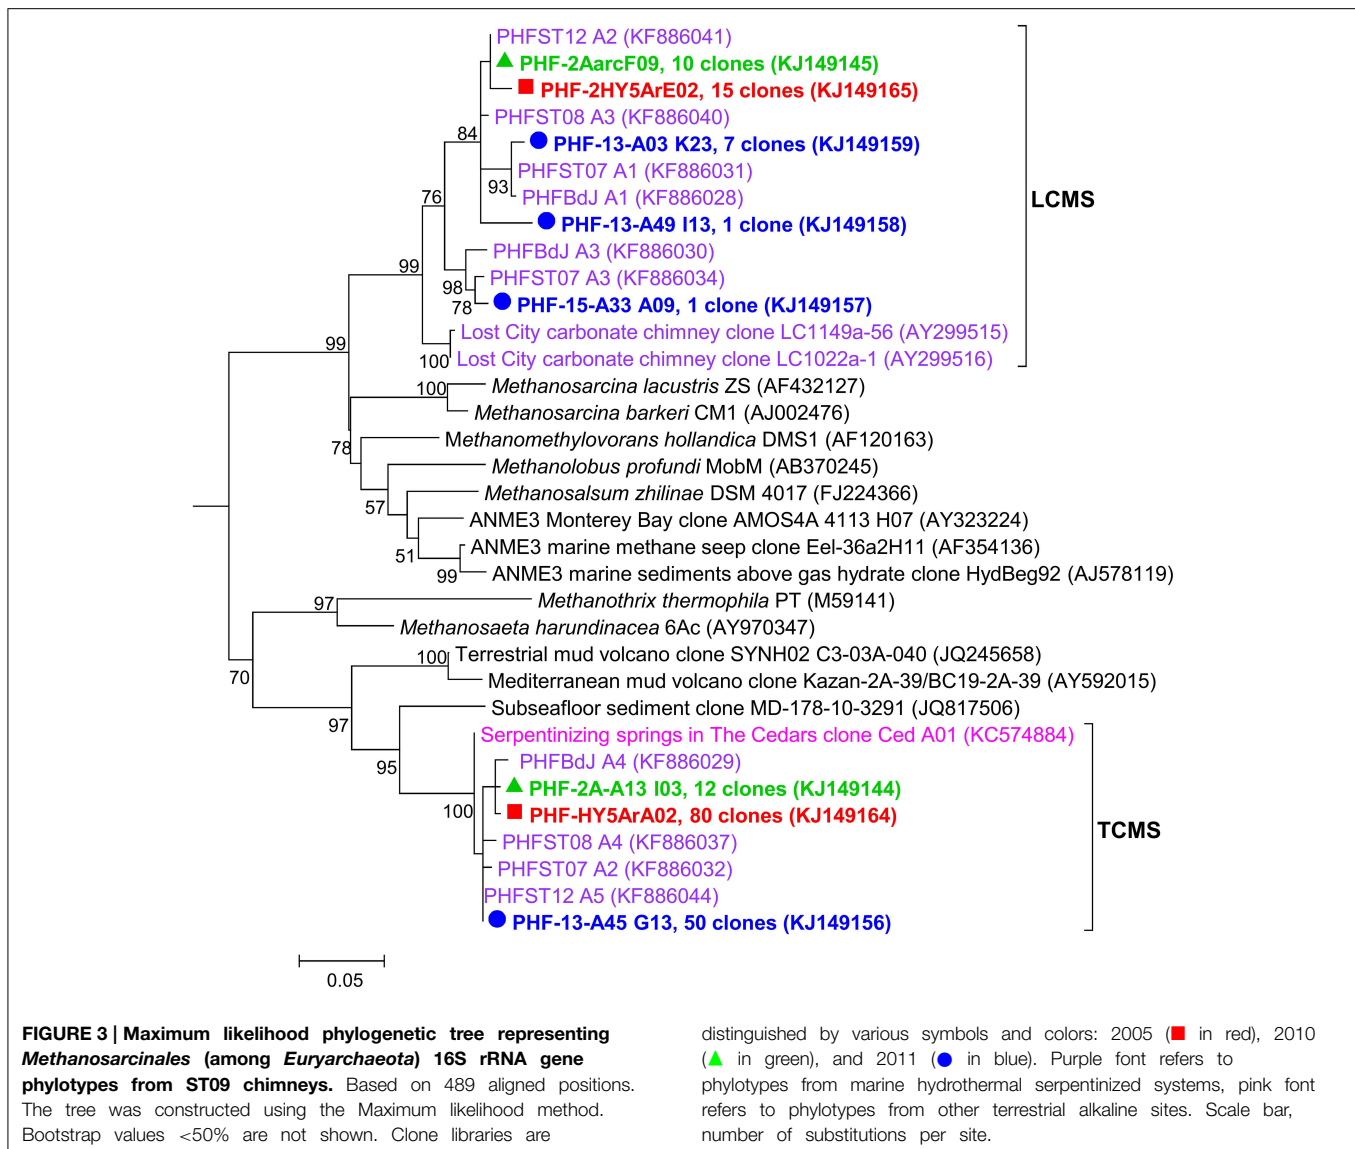 PHFST12 A2 (KF886041)
PHF-2AarcF09, 10 clones (KJ149145)
PHF-2HY5ArE02, 15 clones (KJ149165)
PHFST08 A3 (KF886040)
84
PHF-13-A03 K23, 7 clones (KJ149159)
PHFST07 A1 (KF886031)
93
PHFBdJ A1 (KF886028)
76
LCMS
PHF-13-A49 I13, 1 clone (KJ149158)
PHFBdJ A3 (KF886030)
99
PHFST07 A3 (KF886034)
98
78
PHF-15-A33 A09, 1 clone (KJ149157)
Lost City carbonate chimney clone LC1149a-56 (AY299515)
99
100
Lost City carbonate chimney clone LC1022a-1 (AY299516)
100
Methanosarcina lacustris ZS (AF432127)
Methanosarcina barkeri CM1 (AJ002476)
Methanomethylovorans hollandica DMS1 (AF120163)
78
Methanolobus profundi MobM (AB370245)
Methanosalsum zhilinae DSM 4017 (FJ224366)
57
ANME3 Monterey Bay clone AMOS4A 4113 H07 (AY323224)
ANME3 marine methane seep clone Eel-36a2H11 (AF354136)
51
99
ANME3 marine sediments above gas hydrate clone HydBeg92 (AJ578119)
97
Methanothrix thermophila PT (M59141)
Methanosaeta harundinacea 6Ac (AY970347)
100
Terrestrial mud volcano clone SYNH02 C3-03A-040 (JQ245658)
70
Mediterranean mud volcano clone Kazan-2A-39/BC19-2A-39 (AY592015)
Subseafloor sediment clone MD-178-10-3291 (JQ817506)
97
Serpentinizing springs in The Cedars clone Ced A01 (KC574884)
PHFBdJ A4 (KF886029)
95
PHF-2A-A13 I03, 12 clones (KJ149144)
100
PHF-HY5ArA02, 80 clones (KJ149164)
TCMS
PHFST08 A4 (KF886037)
PHFST07 A2 (KF886032)
PHFST12 A5 (KF886044)
PHF-13-A45 G13, 50 clones (KJ149156)
0.05
FIGURE 3 | Maximum likelihood phylogenetic tree representing
Methanosarcinales (among Euryarchaeota) 16S rRNA gene
phylotypes from ST09 chimneys. Based on 489 aligned positions.
The tree was constructed using the Maximum likelihood method.
Bootstrap values <50% are not shown. Clone libraries are
distinguished by various symbols and colors: 2005 (■ in red), 2010
(▲ in green), and 2011 (● in blue). Purple font refers to
phylotypes from marine hydrothermal serpentinized systems, pink font
refers to phylotypes from other terrestrial alkaline sites. Scale bar,
number of substitutions per site.